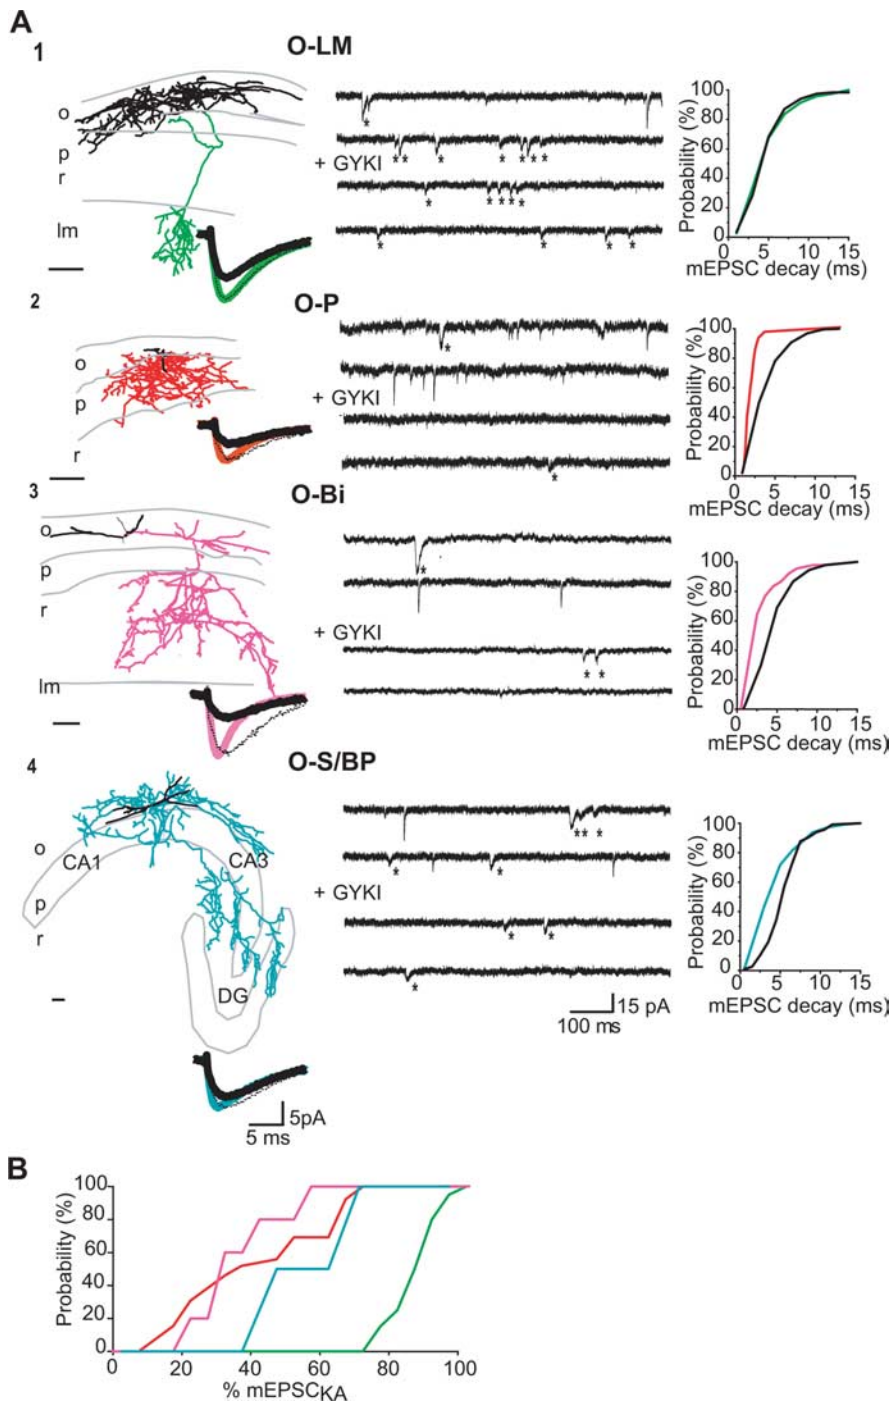 A
1
O-LM
o
p
r
lm
+ GYKI
*
* * * * * * *
* * * * *
* * * *
Probability (%)
100
80
60
40
20
0
0 5 10 15
mEPSC decay (ms)
2
O-P
o
p
r
+ GYKI
*
*
Probability (%)
100
80
60
40
20
0
0 5 10 15
mEPSC decay (ms)
3
O-Bi
o
p
r
lm
+ GYKI
*
* *
Probability (%)
100
80
60
40
20
0
0 5 10 15
mEPSC decay (ms)
4
O-S/BP
o
CA1
CA3
p
r
DG
+ GYKI
** *
* *
* *
*
15 pA
100 ms
5pA
5 ms
Probability (%)
100
80
60
40
20
0
0 5 10 15
mEPSC decay (ms)
B
Probability (%)
100
80
60
40
20
0
0 20 40 60 80 100
% mEPSCKA